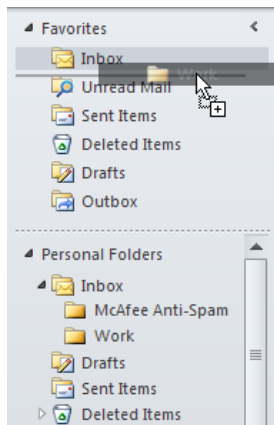 Favorites
Inbox
Work
Unread Mail
Sent Items
Deleted Items
Drafts
Outbox
Personal Folders
Inbox
McAfee Anti-Spam
Work
Drafts
Sent Items
Deleted Items